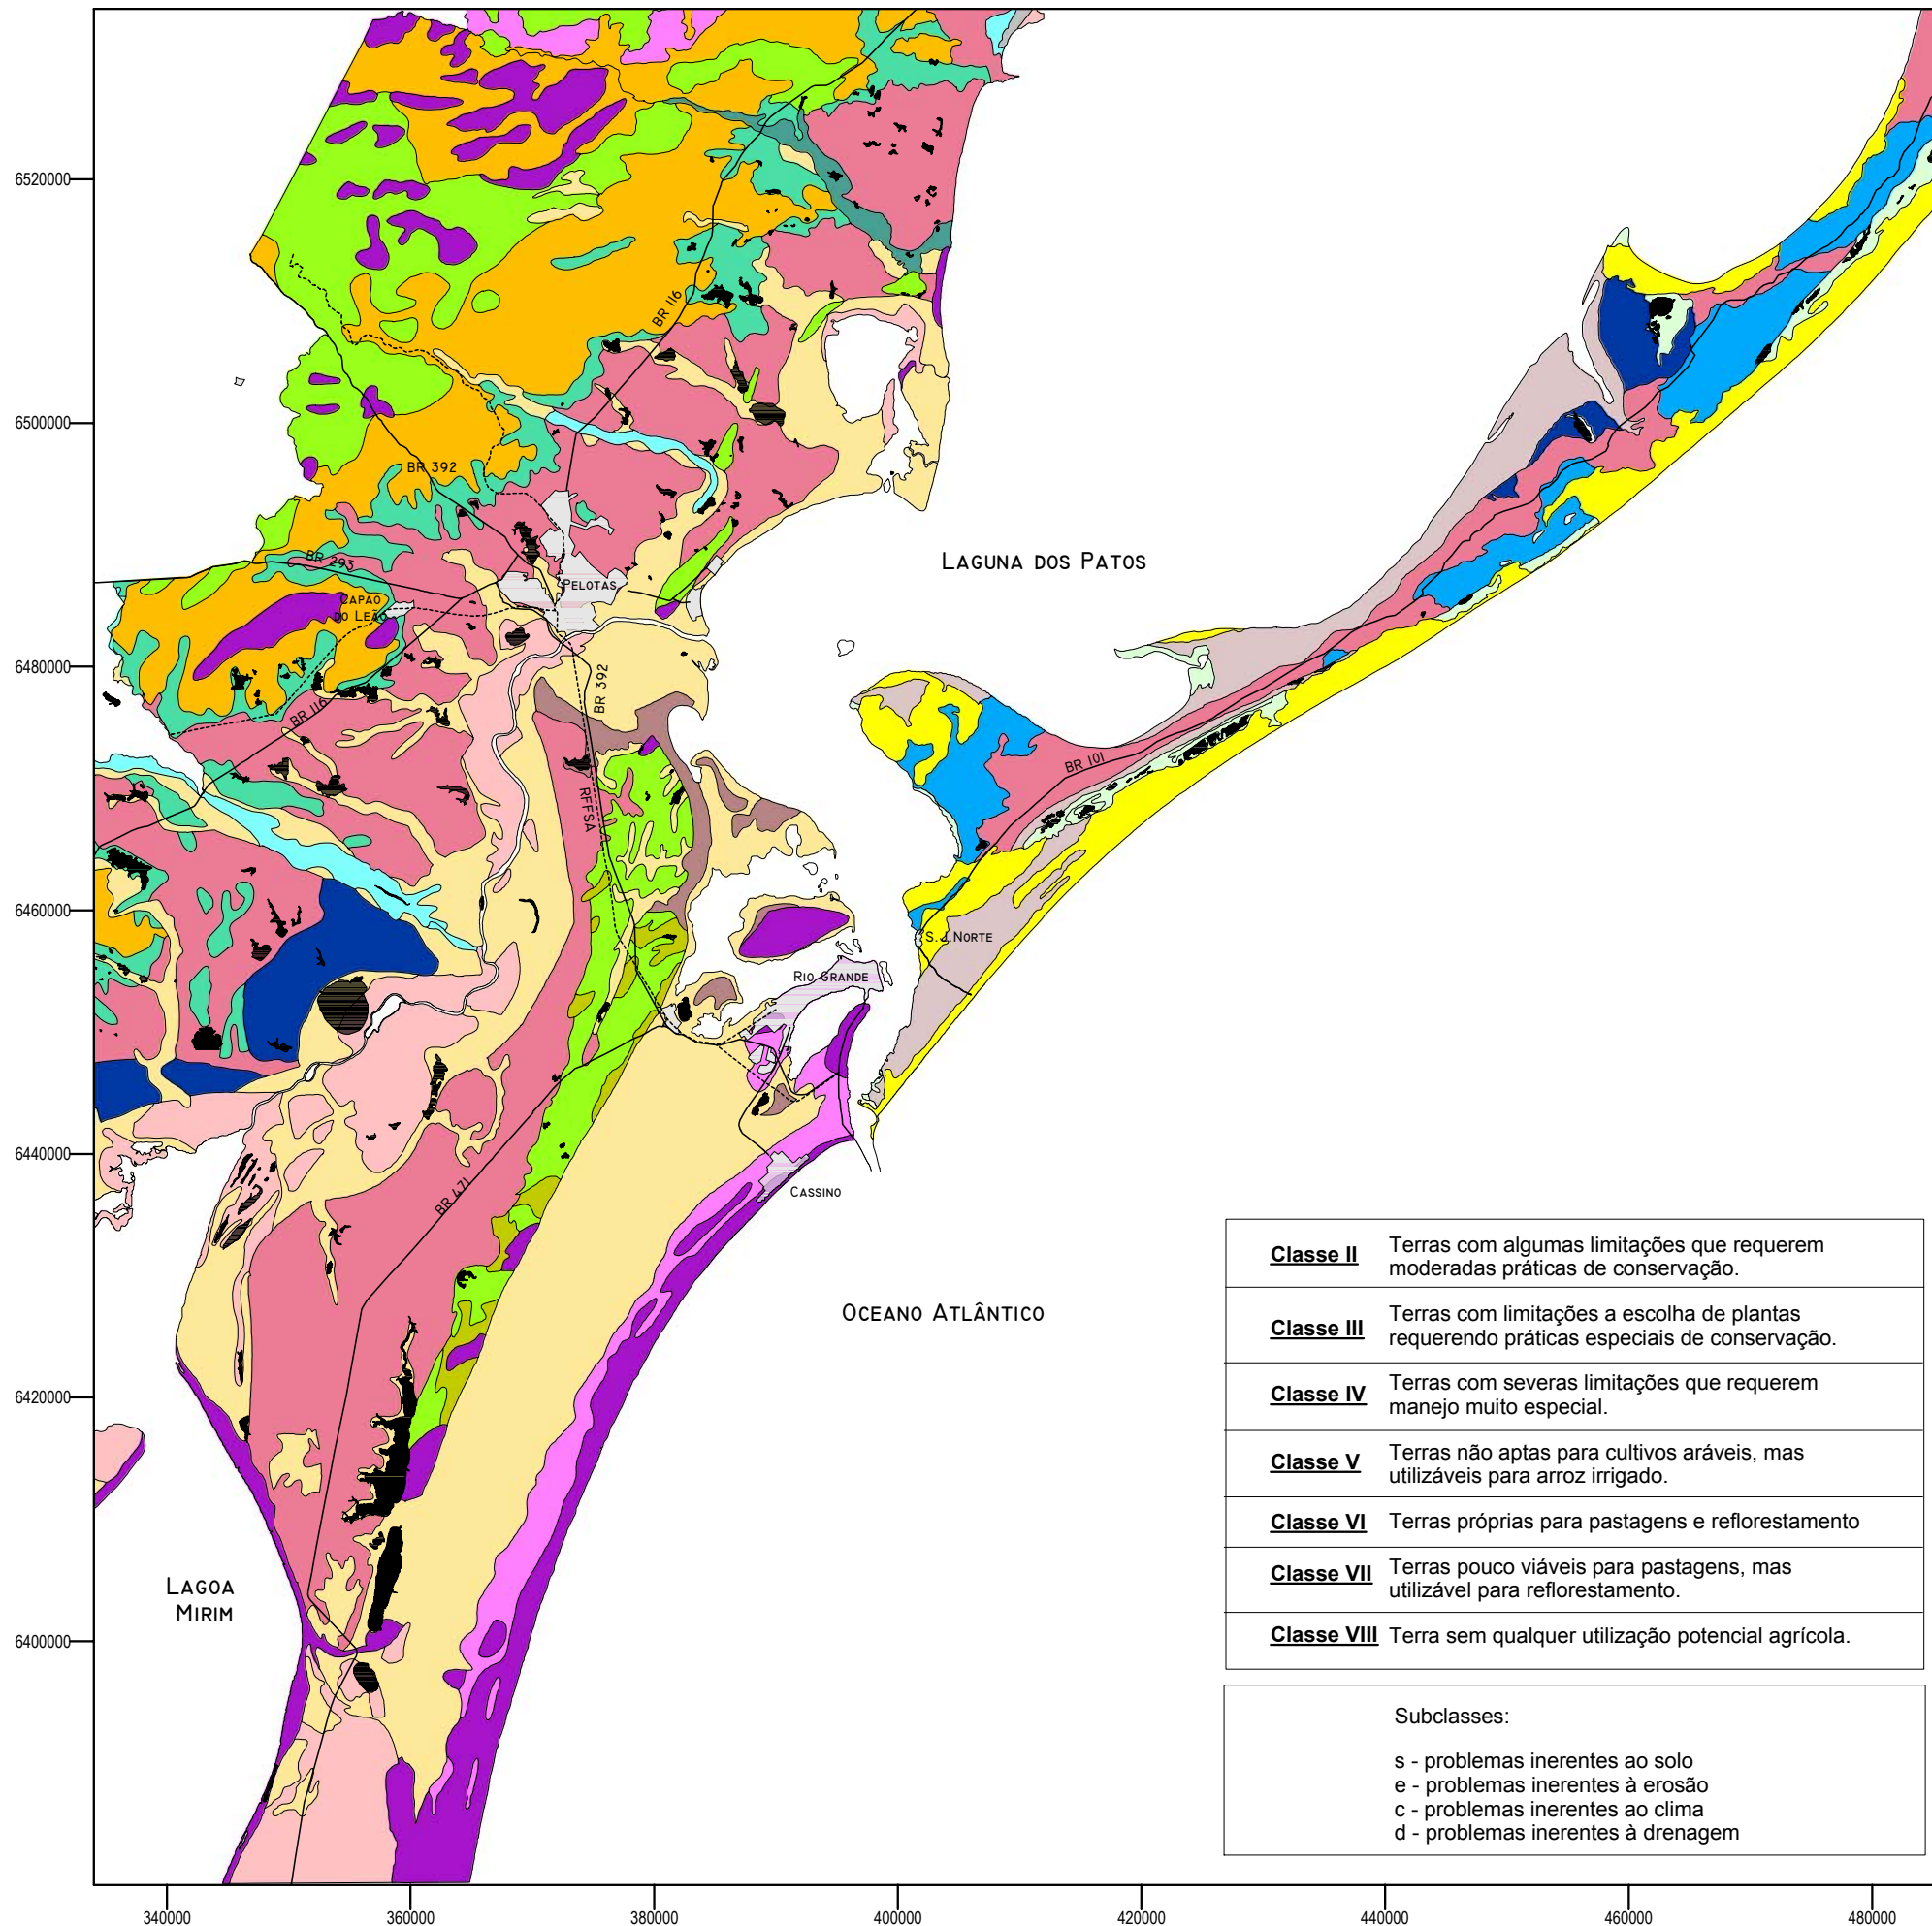 6520000
6500000
6480000
6460000
6440000
6420000
6400000
340000
360000
380000
400000
420000
440000
460000
480000
BR 116
BR 392
BR 293
CAPÃO
DO LEÃO
PELOTAS
BR 116
BR 392
RFFSA
LAGUNA DOS PATOS
BR 101
S.J.NORTE
RIO GRANDE
CASSINO
BR 471
OCEANO ATLÂNTICO
LAGOA
MIRIM
Classe II Terras com algumas limitações que requerem
moderadas práticas de conservação.
Classe III Terras com limitações a escolha de plantas
requerendo práticas especiais de conservação.
Classe IV Terras com severas limitações que requerem
manejo muito especial.
Classe V Terras não aptas para cultivos aráveis, mas
utilizáveis para arroz irrigado.
Classe VI Terras próprias para pastagens e reflorestamento
Classe VII Terras pouco viáveis para pastagens, mas
utilizável para reflorestamento.
Classe VIII Terra sem qualquer utilização potencial agrícola.
Subclasses:
s - problemas inerentes ao solo
e - problemas inerentes à erosão
c - problemas inerentes ao clima
d - problemas inerentes à drenagem